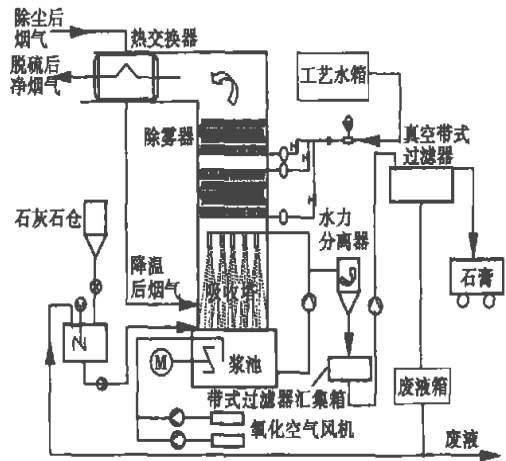 除尘后
烟气
热交换器
脱硫后
净烟气
工艺水箱
除雾器
真空带式
过滤器
石灰石仓
水力
分离器
降温
后烟气
吸收塔
石膏
M
浆池
带式过滤器汇集箱
废液箱
氧化空气风机
废液